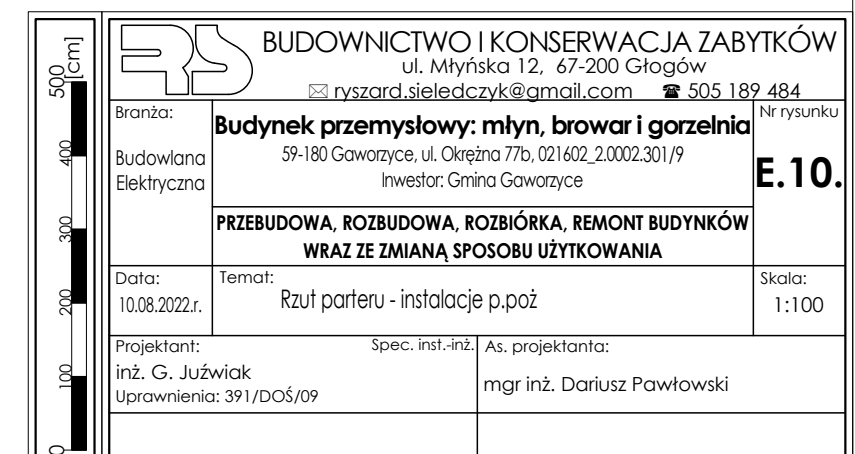 BUDOWNICTWO I KONSERWACJA ZABYTKÓW
ul. Młyńska 12, 67-200 Głogów
✉ ryszard.sieledczyk@gmail.com ☎ 505 189 484
Branża:
Budowlana
Elektryczna
Budynek przemysłowy: młyn, browar i gorzelnia
59-180 Gaworzyce, ul. Okrężna 77b, 021602_2.0002.301/9
Inwestor: Gmina Gaworzyce
Nr rysunku
E.10.
PRZEBUDOWA, ROZBUDOWA, ROZBIÓRKA, REMONT BUDYNKÓW
WRAZ ZE ZMIANĄ SPOSOBU UŻYTKOWANIA
Data:
10.08.2022.r.
Temat:
Rzut parteru - instalacje p.poż
Skala:
1:100
Projektant:
Spec. inst.-inż.
inż. G. Juźwiak
Uprawnienia: 391/DOŚ/09
As. projektanta:
mgr inż. Dariusz Pawłowski
500
[cm]
400
300
200
100
0